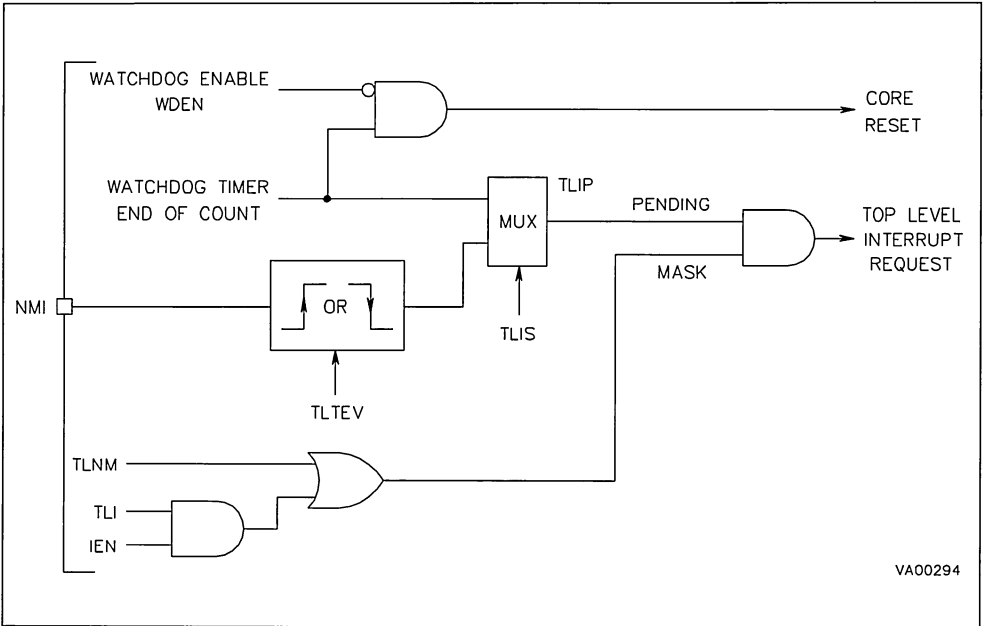 WATCHDOG ENABLE
WDEN
CORE
RESET
WATCHDOG TIMER
END OF COUNT
TLIP
MUX
PENDING
TOP LEVEL
INTERRUPT
REQUEST
MASK
NMI
OR
TLIS
TLTEV
TLNM
TLI
IEN
VA00294